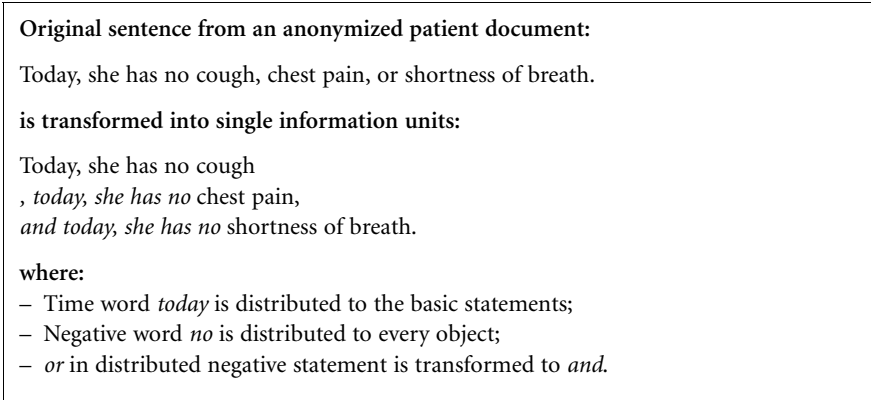 Original sentence from an anonymized patient document:
Today, she has no cough, chest pain, or shortness of breath.
is transformed into single information units:
Today, she has no cough
, today, she has no chest pain,
and today, she has no shortness of breath.
where:
– Time word today is distributed to the basic statements;
– Negative word no is distributed to every object;
– or in distributed negative statement is transformed to and.